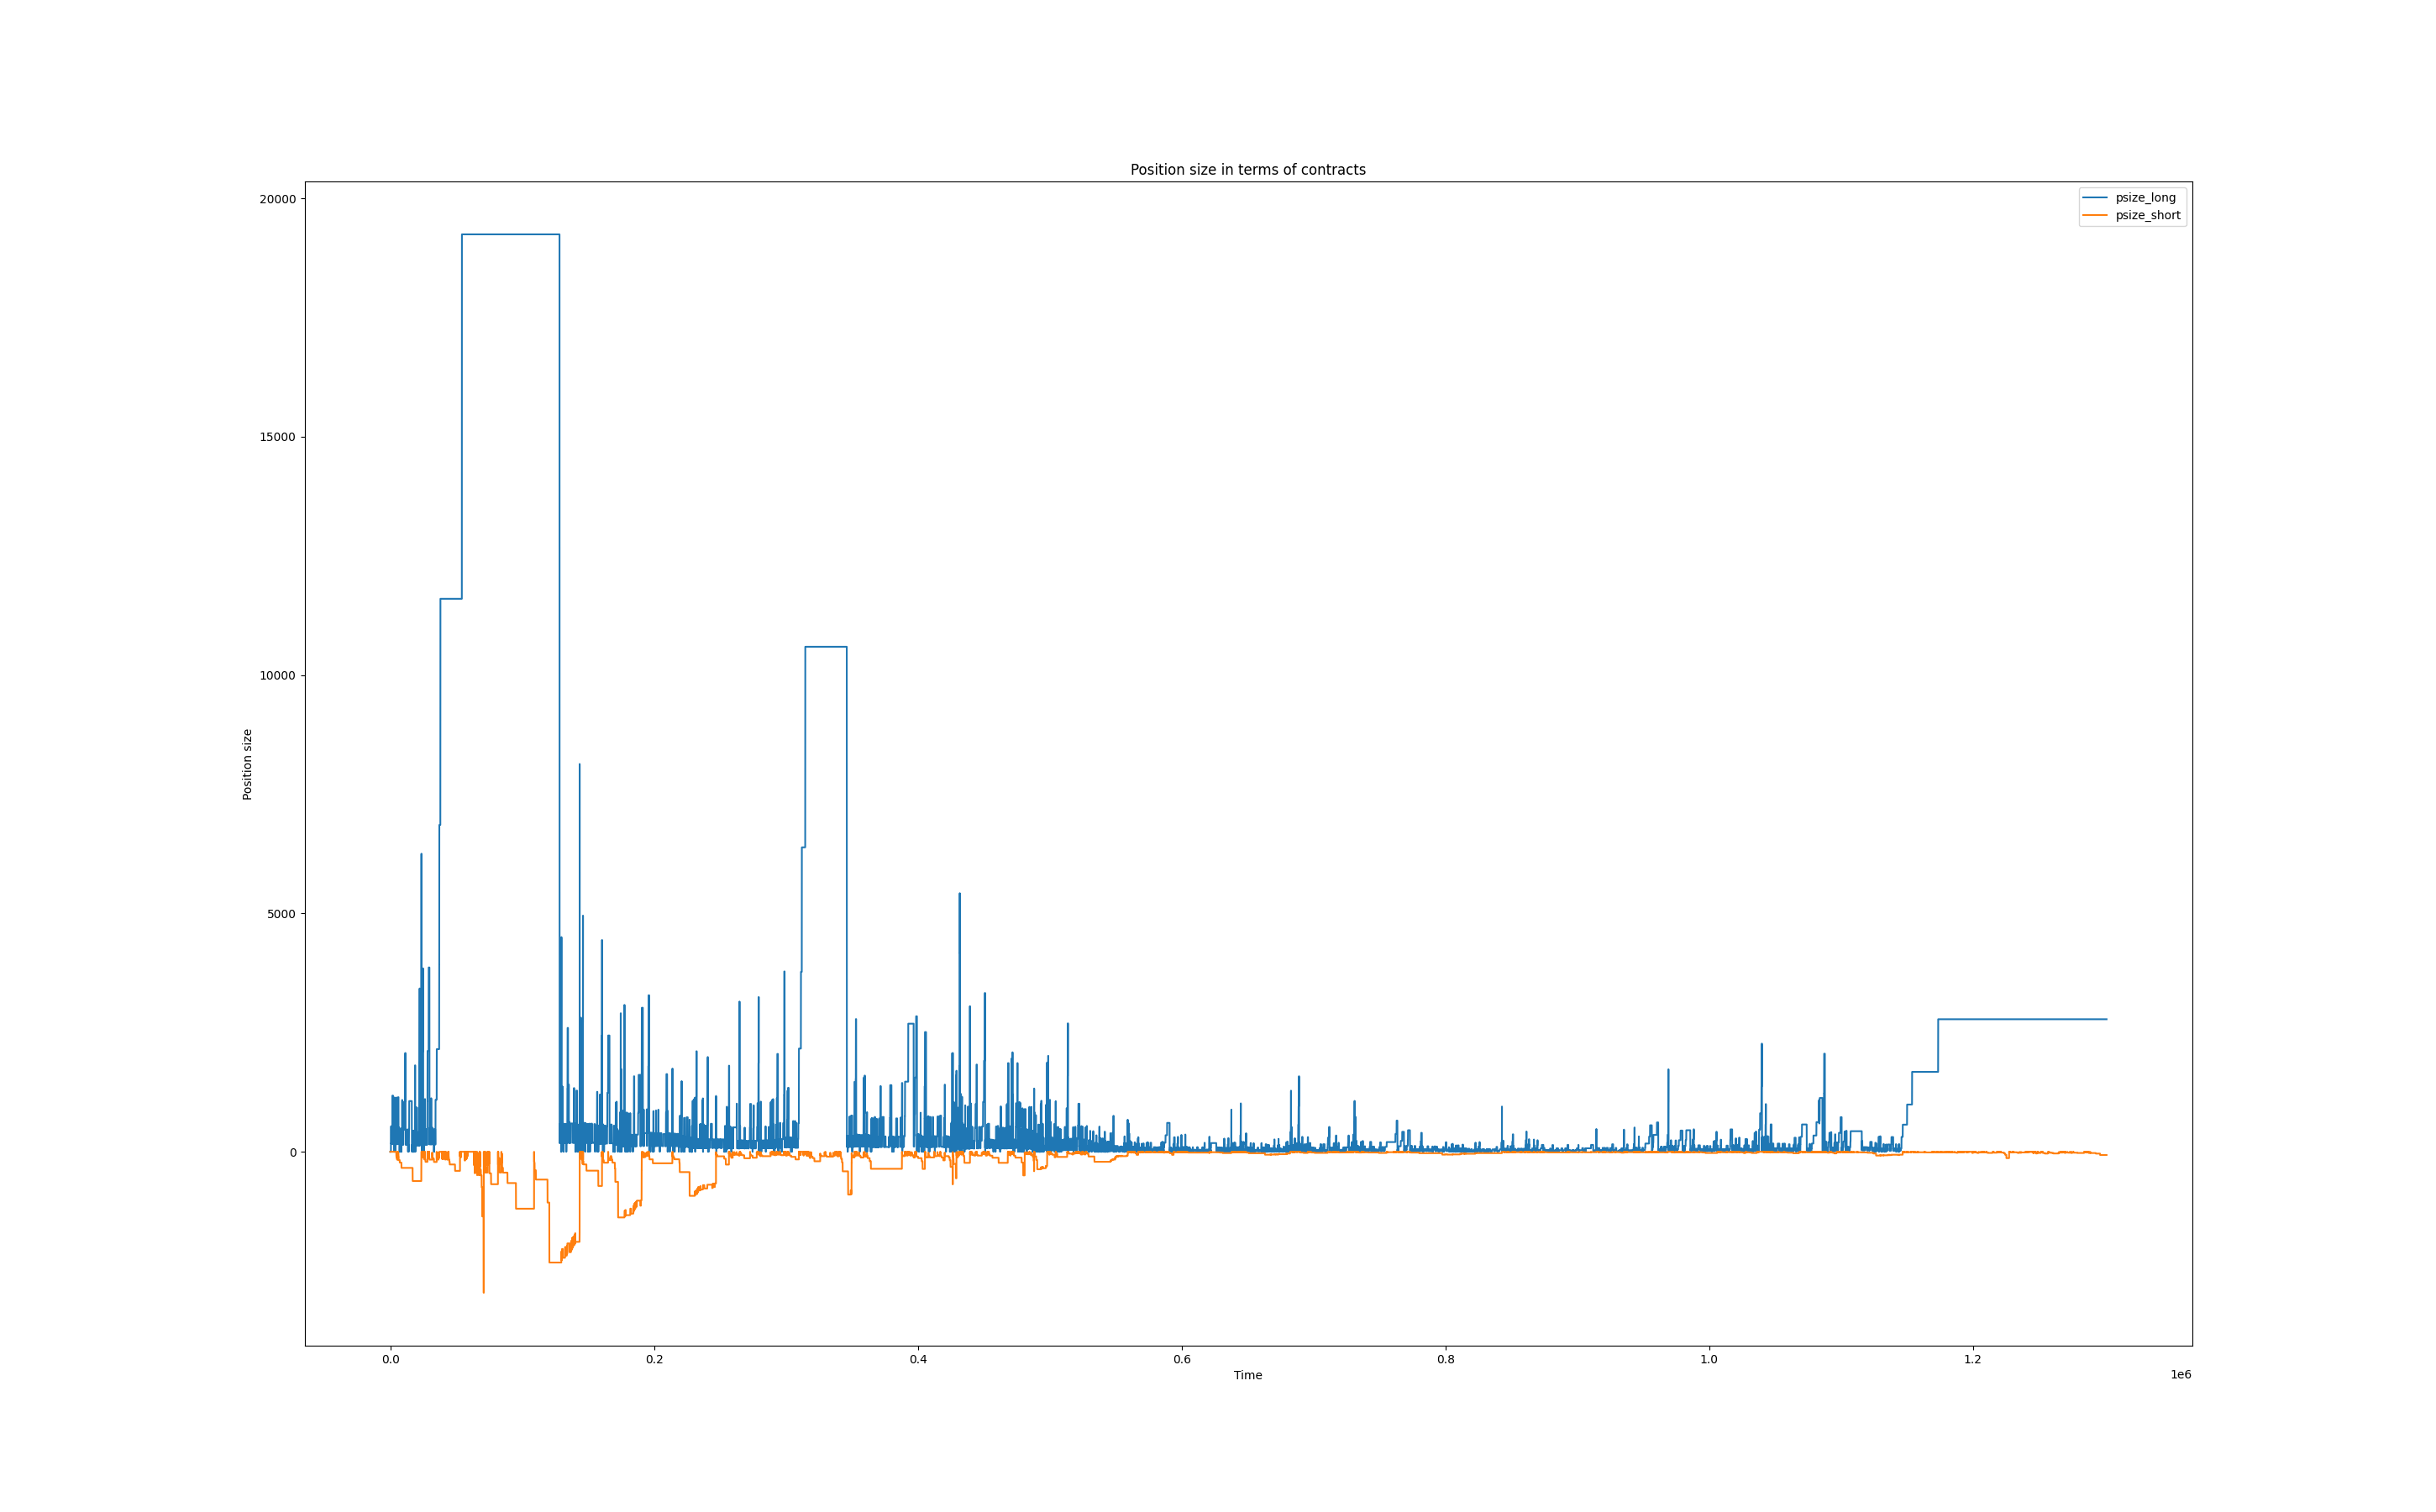 Position size in terms of contracts
psize_long
psize_short
20000
15000
10000
5000
0
Position size
0.0 0.2 0.4 0.6 0.8 1.0 1.2
Time
1e6